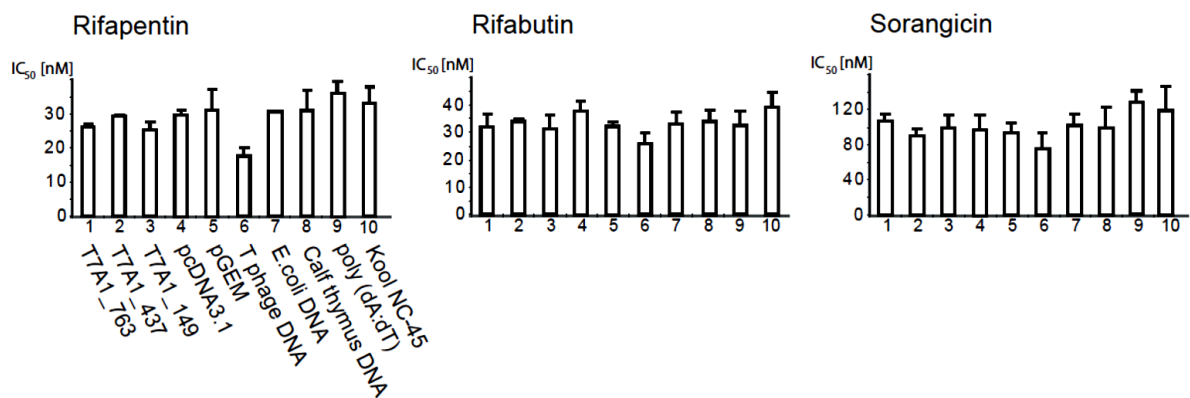 Rifapentin
IC50 [nM]
30
20
10
0
1 2 3 4 5 6 7 8 9 10
T7A1_763
T7A1_437
T7A1_149
pcDNA3.1
pGEM
T phage DNA
E.coli DNA
Calf thymus DNA
poly (dA:dT)
Kool NC-45
Rifabutin
IC50 [nM]
40
30
20
10
0
1 2 3 4 5 6 7 8 9 10
Sorangicin
IC50 [nM]
120
80
40
0
1 2 3 4 5 6 7 8 9 10